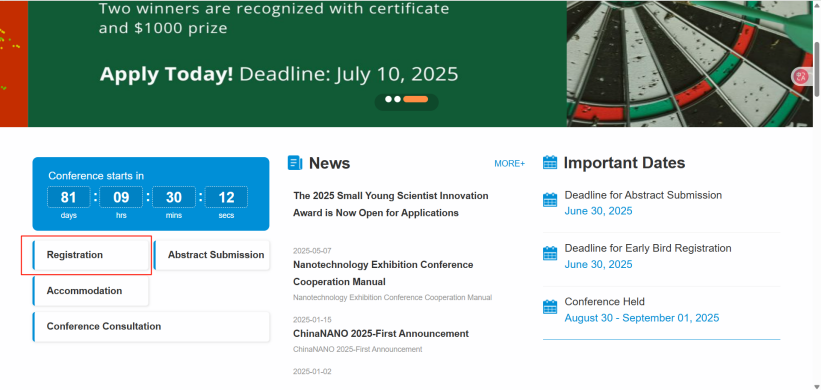 Two winners are recognized with certificate
and $1000 prize
Apply Today! Deadline: July 10, 2025
Conference starts in
81 : 09 : 30 : 12
days hrs mins secs
Registration
Abstract Submission
Accommodation
Conference Consultation
News
MORE+
The 2025 Small Young Scientist Innovation
Award is Now Open for Applications
2025-05-07
Nanotechnology Exhibition Conference
Cooperation Manual
Nanotechnology Exhibition Conference Cooperation Manual
2025-01-15
ChinaNANO 2025-First Announcement
ChinaNANO 2025-First Announcement
2025-01-02
Important Dates
Deadline for Abstract Submission
June 30, 2025
Deadline for Early Bird Registration
June 30, 2025
Conference Held
August 30 - September 01, 2025